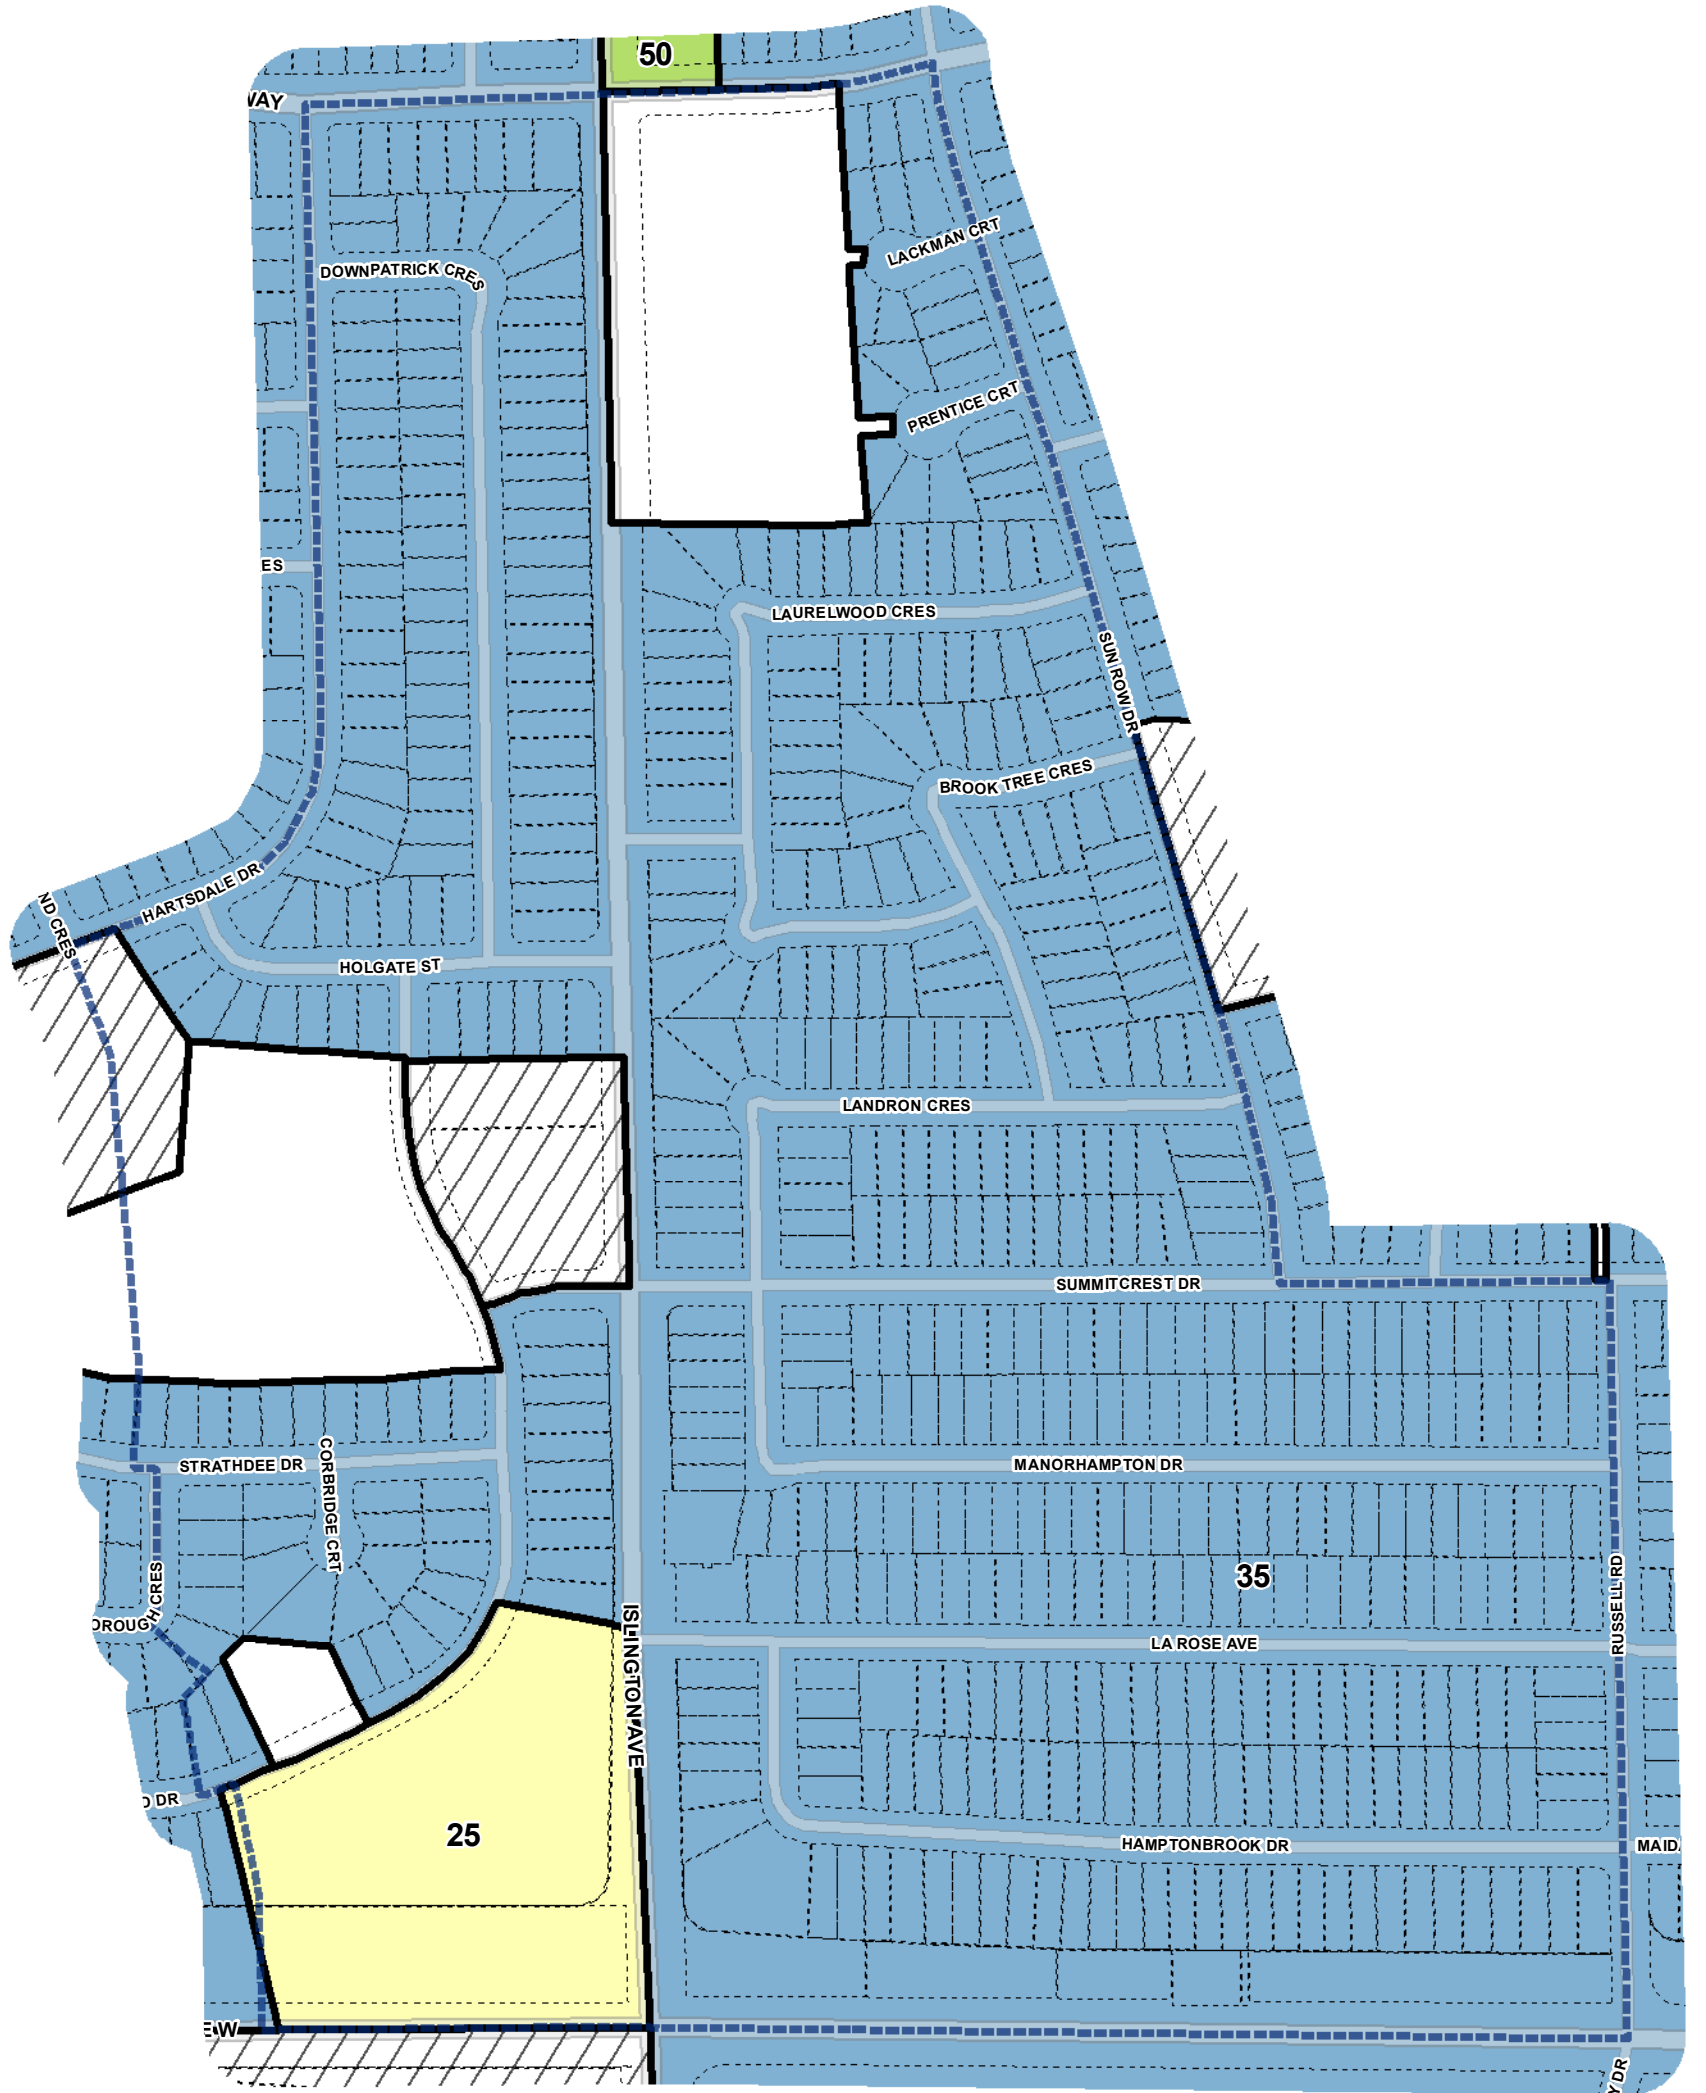 50
WAY
LACKMAN CRT
DOWNPATRICK CRES
PRENTICE CRT
ES
LAURELWOOD CRES
SUN ROW DR
BROOK TREE CRES
HARTSDALE DR
ND CRES
HOLGATE ST
LANDRON CRES
SUMMITCREST DR
STRATHDEE DR
CORBRIDGE CRT
MANORHAMPTON DR
35
RUSSELL RD
OROUGH CRES
ISLINGTON AVE
LA ROSE AVE
D DR
25
HAMPTONBROOK DR
MAID
E W
Y DR